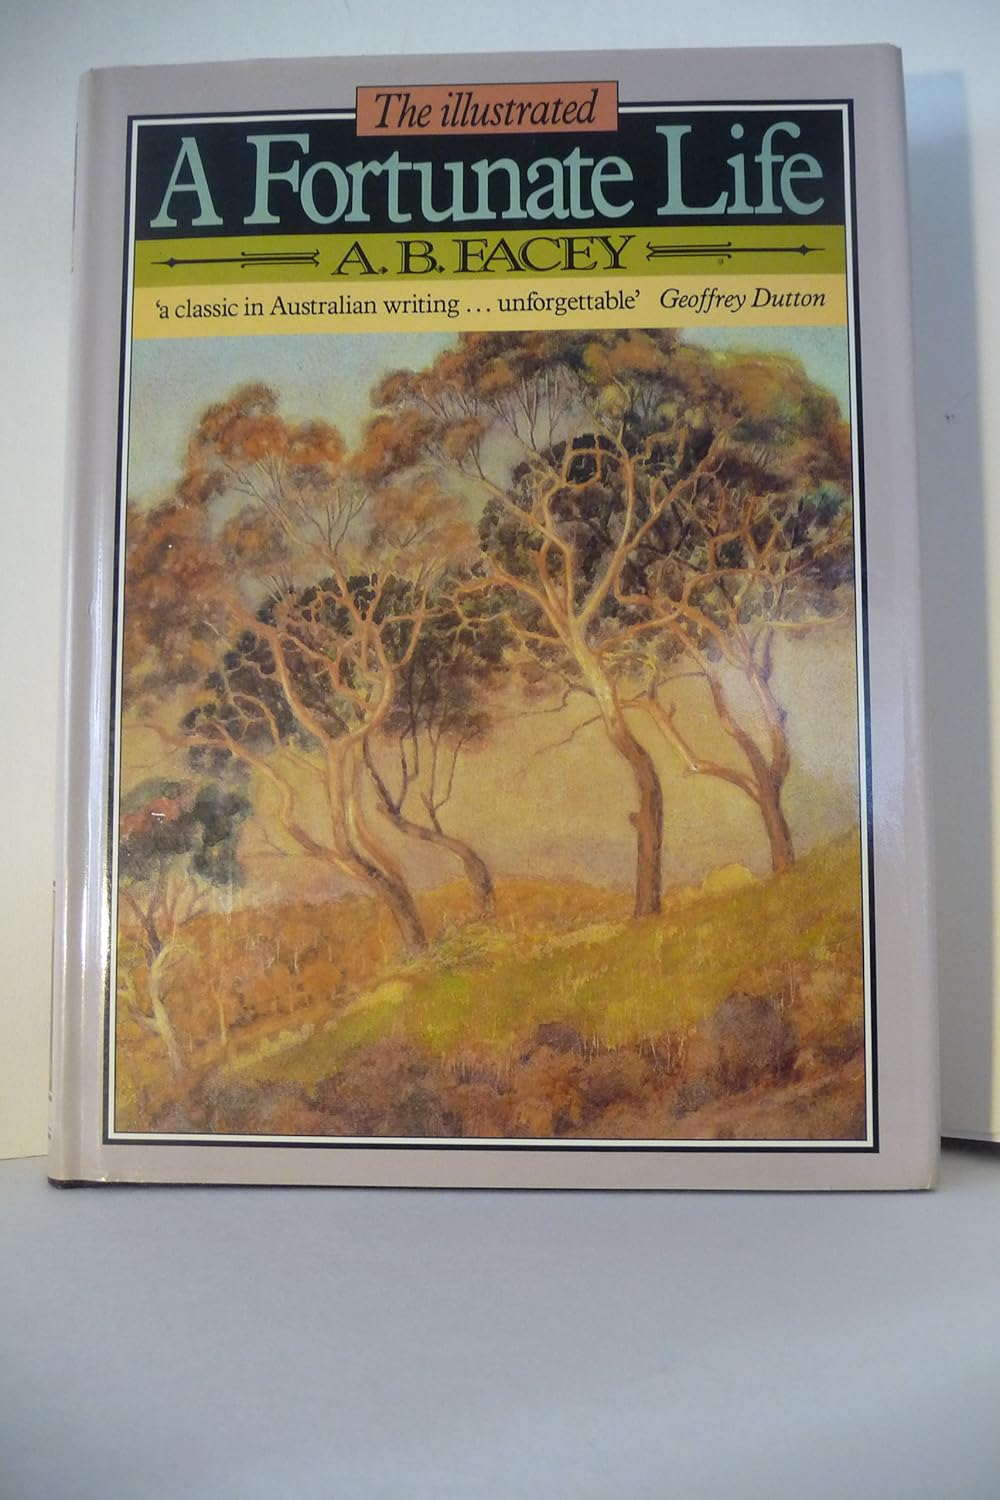 The illustrated
A Fortunate Life
A. B. FACEY
‘a classic in Australian writing ... unforgettable’ Geoffrey Dutton